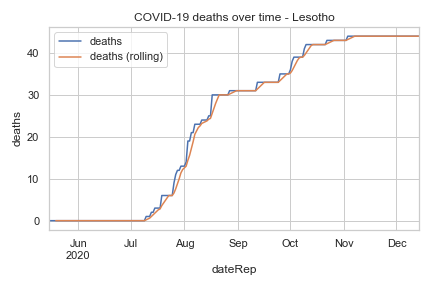 COVID-19 deaths over time - Lesotho
deaths
deaths (rolling)
40
30
20
10
0
deaths
Jun
2020
Jul
Aug
Sep
Oct
Nov
Dec
dateRep